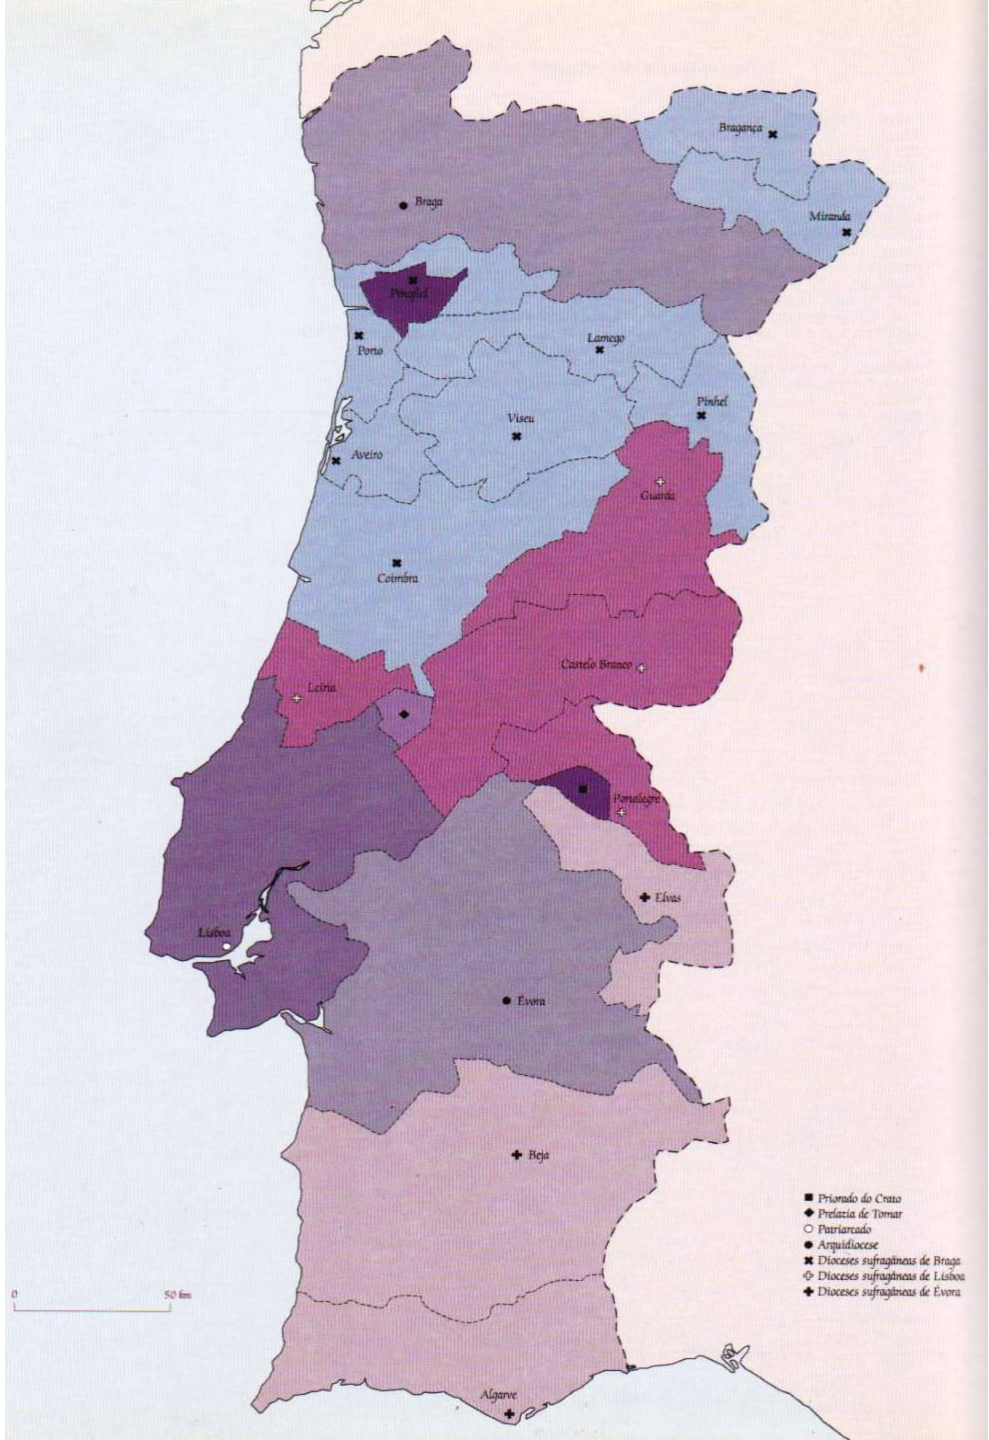 Bragança
Miranda
Braga
Penafiel
Porto
Lamego
Pinhel
Viseu
Aveiro
Guarda
Coimbra
Castelo Branco
Leiria
Portalegre
Elvas
Lisboa
Évora
Beja
Algarve
Priorado do Crato
Prelazia de Tomar
Patriarcado
Arquidiocese
Dioceses sufragâneas de Braga
Dioceses sufragâneas de Lisboa
Dioceses sufragâneas de Évora
0 50 km